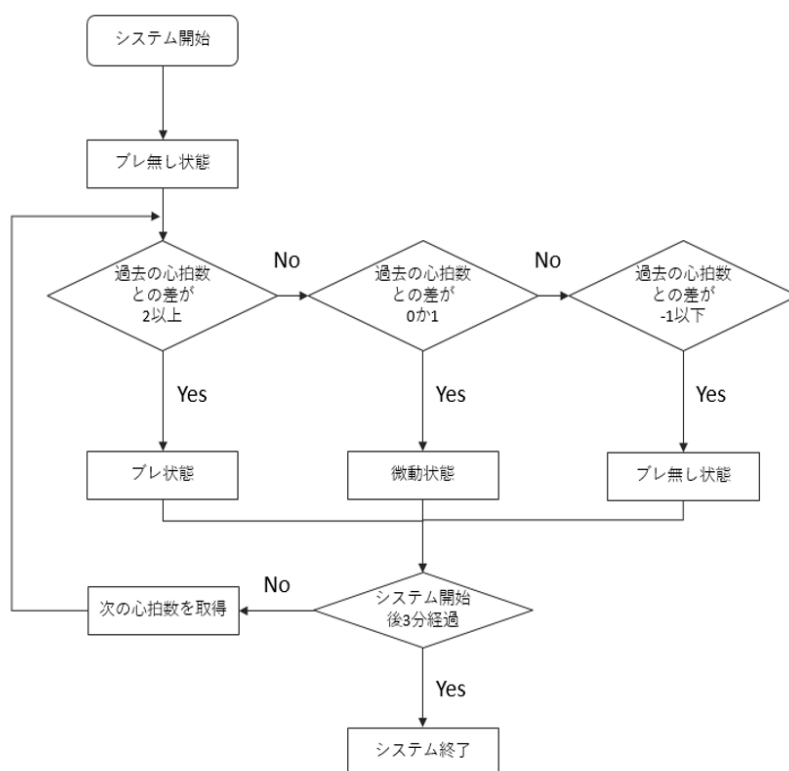 システム開始
ブレ無し状態
過去の心拍数
との差が
2以上
No
過去の心拍数
との差が
0か1
No
過去の心拍数
との差が
-1以下
Yes
Yes
Yes
ブレ状態
微動状態
ブレ無し状態
システム開始
後3分経過
No
次の心拍数を取得
Yes
システム終了